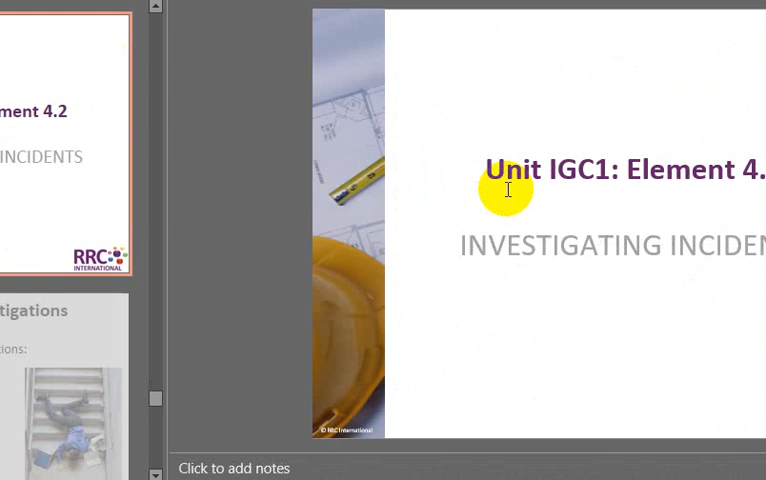 ment 4.2
INCIDENTS
RRC
INTERNATIONAL
tigations
tions:
Unit IGC1: Element 4.
INVESTIGATING INCIDEN
© RRC International
Click to add notes